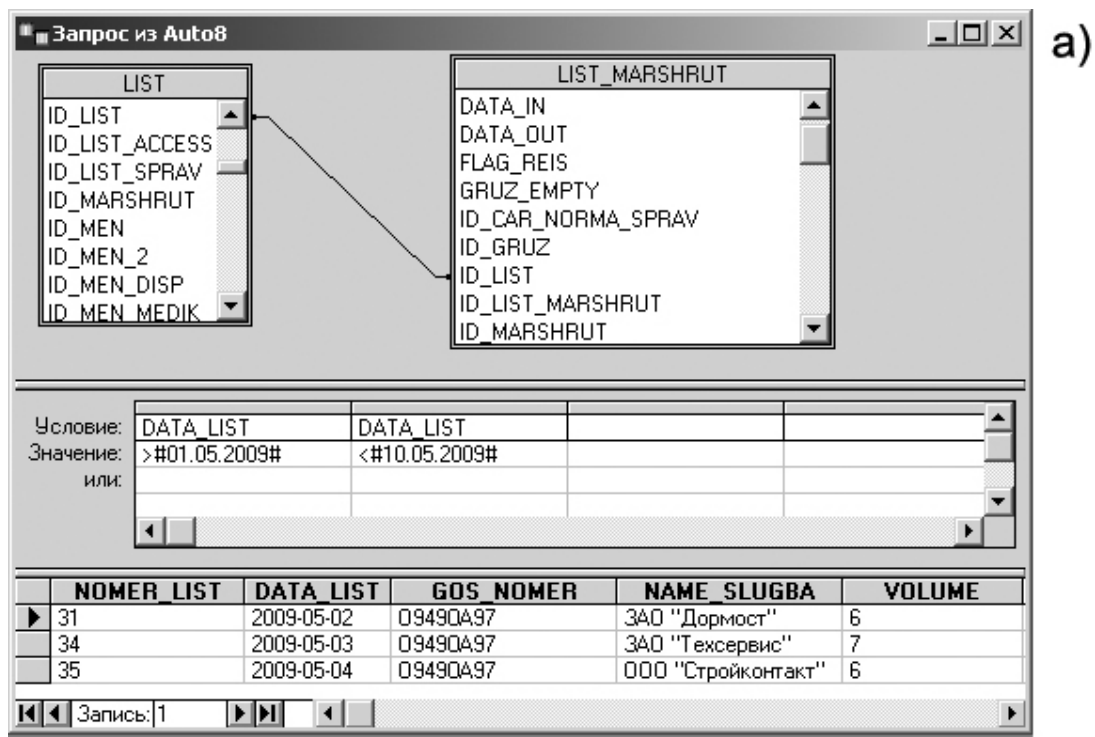 Запрос из Auto8
а)
LIST
ID_LIST
ID_LIST_ACCESS
ID_LIST_SPRAV
ID_MARSHRUT
ID_MEN
ID_MEN_2
ID_MEN_DISP
ID_MEN_MEDIK
LIST_MARSHRUT
DATA_IN
DATA_OUT
FLAG_REIS
GRUZ_EMPTY
ID_CAR_NORMA_SPRAV
ID_GRUZ
ID_LIST
ID_LIST_MARSHRUT
ID_MARSHRUT
Условие: DATA_LIST DATA_LIST
Значение: >#01.05.2009# <#10.05.2009#
или:
NOMER_LIST DATA_LIST GOS_NOMER NAME_SLUGBA VOLUME
31 2009-05-02 О949ОА97 ЗАО "Дормост" 6
34 2009-05-03 О949ОА97 ЗАО "Техсервис" 7
35 2009-05-04 О949ОА97 ООО "Стройконтакт" 6
Запись: 1